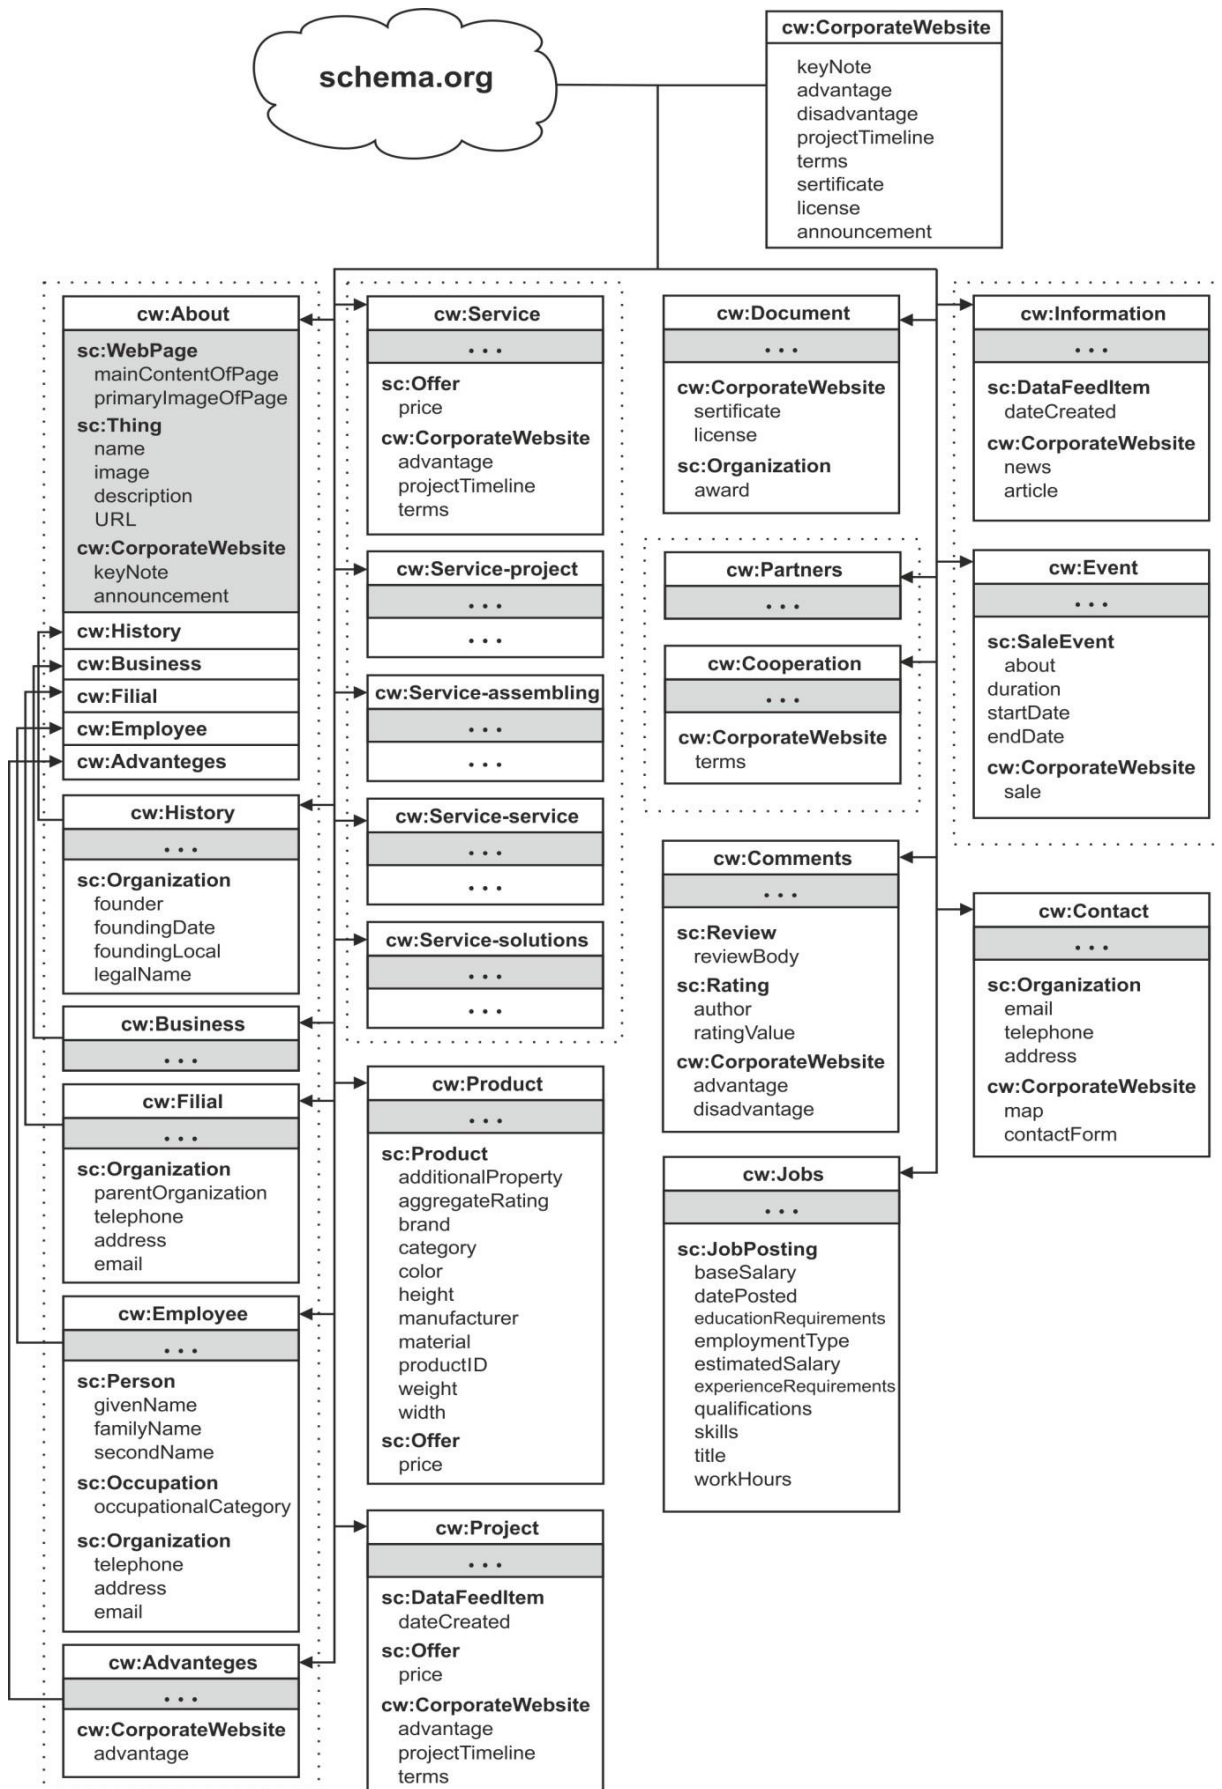 schema.org
cw:CorporateWebsite
keyNote
advantage
disadvantage
projectTimeline
terms
sertificate
license
announcement
cw:About
sc:WebPage
mainContentOfPage
primaryImageOfPage
sc:Thing
name
image
description
URL
cw:CorporateWebsite
keyNote
announcement
cw:History
cw:Business
cw:Filial
cw:Employee
cw:Advanteges
cw:History
...
sc:Organization
founder
foundingDate
foundingLocal
legalName
cw:Business
...
cw:Filial
...
sc:Organization
parentOrganization
telephone
address
email
cw:Employee
...
sc:Person
givenName
familyName
secondName
sc:Occupation
occupationalCategory
sc:Organization
telephone
address
email
cw:Advanteges
...
cw:CorporateWebsite
advantage
cw:Service
...
sc:Offer
price
cw:CorporateWebsite
advantage
projectTimeline
terms
cw:Service-project
...
...
cw:Service-assembling
...
...
cw:Service-service
...
...
cw:Service-solutions
...
...
cw:Product
...
sc:Product
additionalProperty
aggregateRating
brand
category
color
height
manufacturer
material
productID
weight
width
sc:Offer
price
cw:Project
...
sc:DataFeedItem
dateCreated
sc:Offer
price
cw:CorporateWebsite
advantage
projectTimeline
terms
cw:Document
...
cw:CorporateWebsite
sertificate
license
sc:Organization
award
cw:Partners
...
cw:Cooperation
...
cw:CorporateWebsite
terms
cw:Comments
...
sc:Review
reviewBody
sc:Rating
author
ratingValue
cw:CorporateWebsite
advantage
disadvantage
cw:Jobs
...
sc:JobPosting
baseSalary
datePosted
educationRequirements
employmentType
estimatedSalary
experienceRequirements
qualifications
skills
title
workHours
cw:Information
...
sc:DataFeedItem
dateCreated
cw:CorporateWebsite
news
article
cw:Event
...
sc:SaleEvent
about
duration
startDate
endDate
cw:CorporateWebsite
sale
cw:Contact
...
sc:Organization
email
telephone
address
cw:CorporateWebsite
map
contactForm